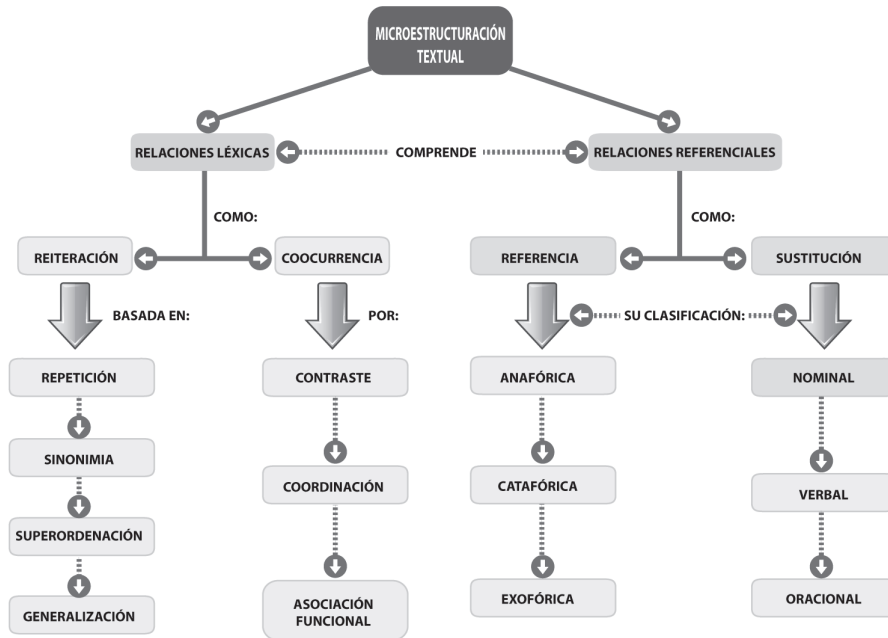 MICROESTRUCTURACIÓN
TEXTUAL
RELACIONES LÉXICAS
COMPRENDE
RELACIONES REFERENCIALES
COMO:
COMO:
REITERACIÓN
COOCURRENCIA
REFERENCIA
SUSTITUCIÓN
BASADA EN:
POR:
SU CLASIFICACIÓN:
REPETICIÓN
CONTRASTE
ANAFÓRICA
NOMINAL
SINONIMIA
COORDINACIÓN
CATAFÓRICA
VERBAL
SUPERORDENACIÓN
GENERALIZACIÓN
ASOCIACIÓN
FUNCIONAL
EXOFÓRICA
ORACIONAL